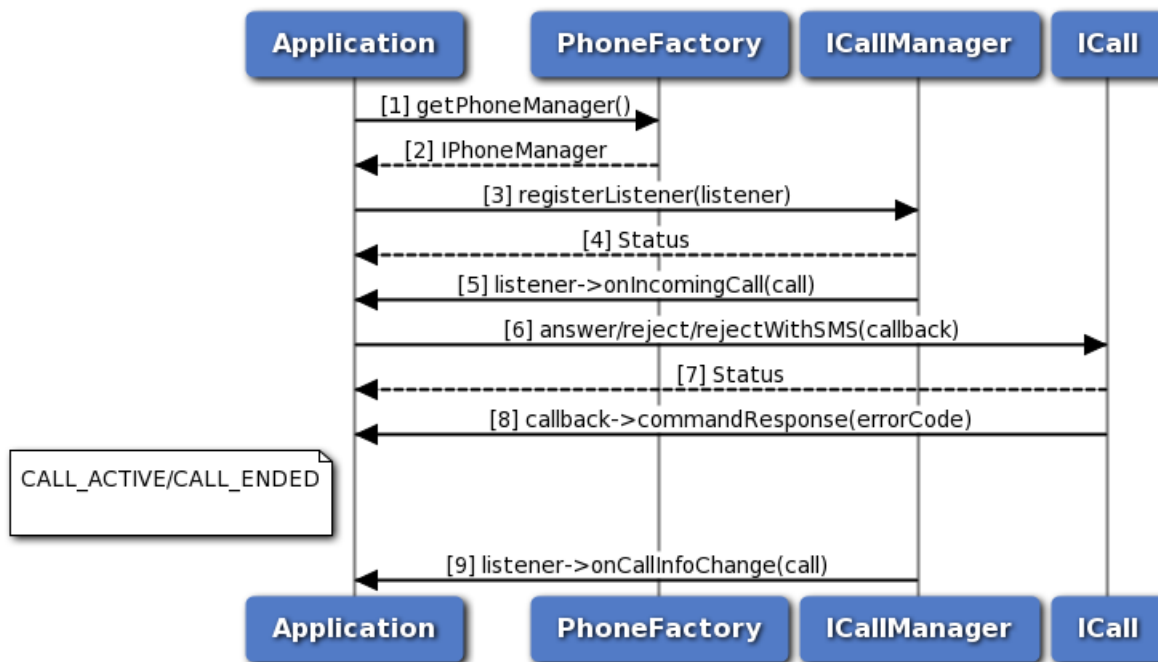 Application PhoneFactory ICallManager ICall
[1] getPhoneManager()
[2] IPhoneManager
[3] registerListener(listener)
[4] Status
[5] listener->onIncomingCall(call)
[6] answer/reject/rejectWithSMS(callback)
[7] Status
[8] callback->commandResponse(errorCode)
CALL_ACTIVE/CALL_ENDED
[9] listener->onCallInfoChange(call)
Application PhoneFactory ICallManager ICall